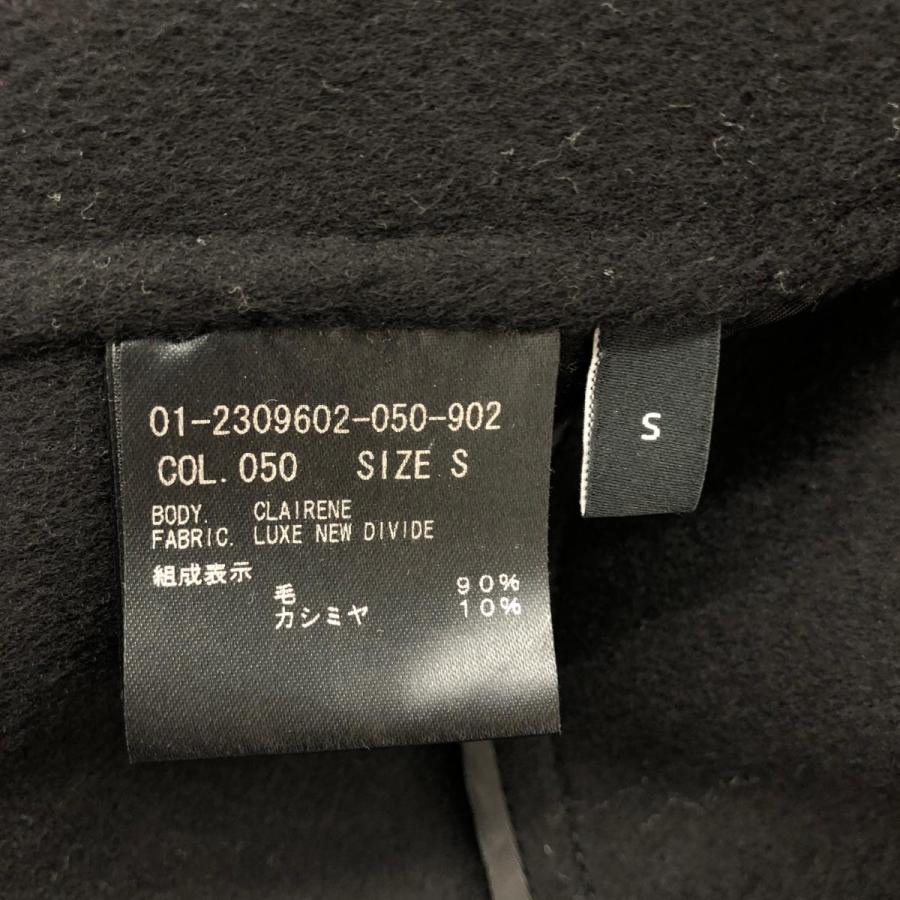 01-2309602-050-902
COL.050 SIZE S
BODY. CLAIRENE
FABRIC. LUXE NEW DIVIDE
組成表示
毛 90%
カシミヤ 10%
S